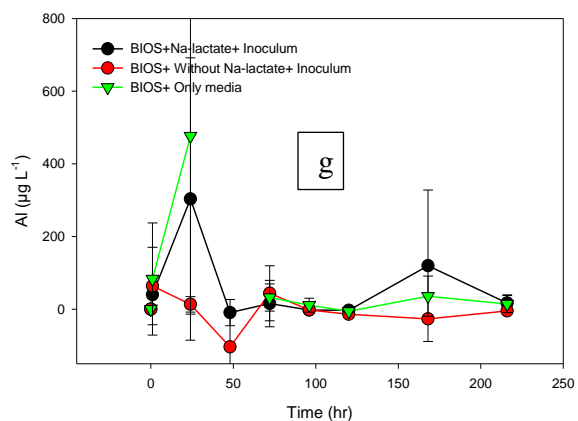 800
BIOS+Na-lactate+ Inoculum
BIOS+ Without Na-lactate+ Inoculum
BIOS+ Only media
600
400
g
200
0
Al (µg L⁻¹)
0 50 100 150 200 250
Time (hr)